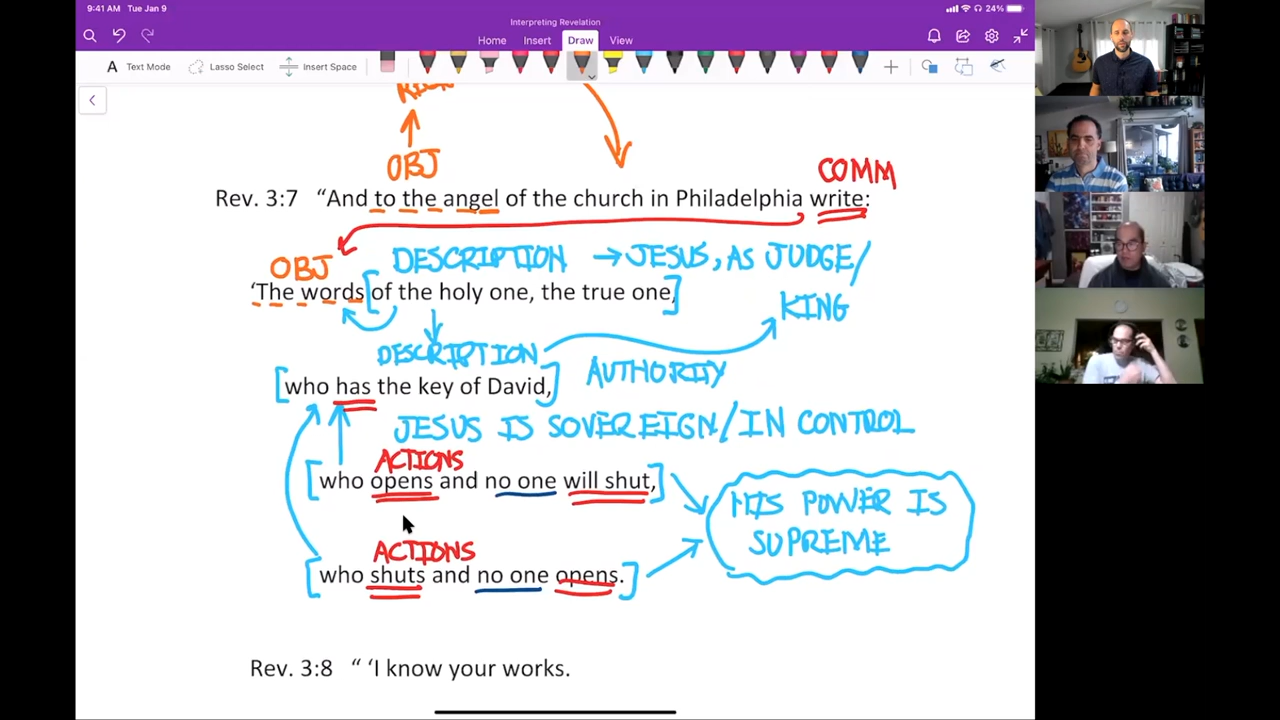 9:41 AM Tue Jan 9
24%
Interpreting Revelation
Home Insert Draw View
Text Mode Lasso Select Insert Space
OBJ
COMM
Rev. 3:7 “And to the angel of the church in Philadelphia write:
OBJ DESCRIPTION → JESUS, AS JUDGE/
‘The words of the holy one, the true one,
KING
DESCRIPTION
AUTHORITY
who has the key of David,
JESUS IS SOVEREIGN/IN CONTROL
ACTIONS
who opens and no one will shut,
HIS POWER IS
SUPREME
ACTIONS
who shuts and no one opens.
Rev. 3:8 “ ‘I know your works.